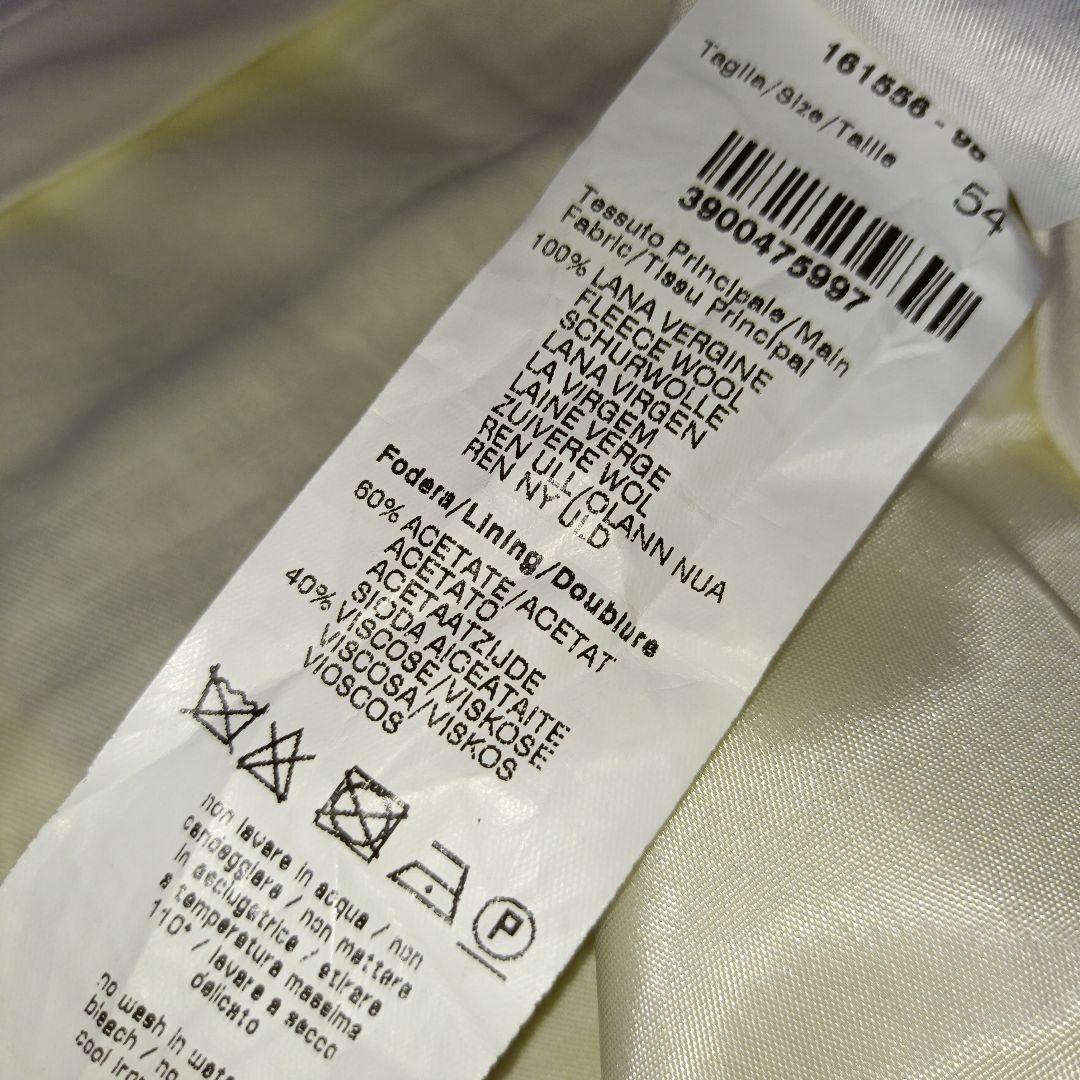 161556 - 98
Taglia/Size/Taille
54
3900475997
Tessuto Principale/Main
Fabric/Tissu Principal
100% LANA VERGINE
FLEECE WOOL
SCHURWOLLE
LANA VIRGEN
LA VIRGEM
LAINE VERGE
ZUIVERE WOL
REN ULL/OLANN NUA
REN NY ULD
Fodera/Lining/Doublure
60% ACETATE/ACETAT
ACETATO
ACETAATZIJDE
SIODA AICEATAITE
40% VISCOSE/VISKOSE
VISCOSA/VISKOS
VIOSCOS
P
non lavare in acqua / non
candeggiare / non mettere
in asciugatrice / stirare
a temperatura massima
110° / lavare a secco
delicato
no wash in
bleach / no
cool